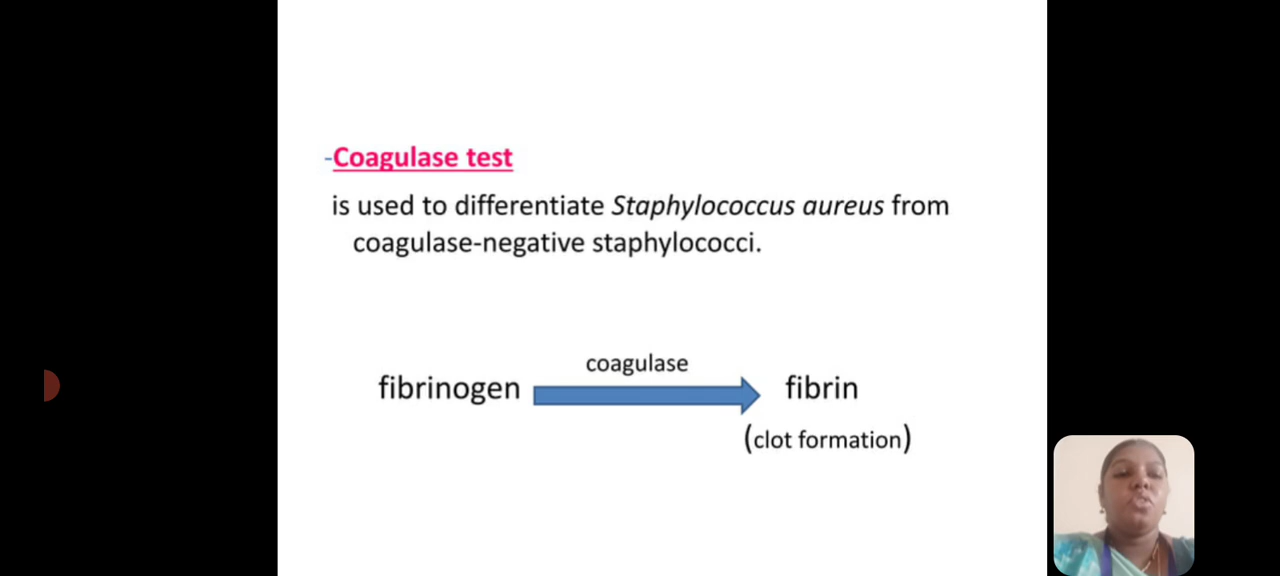 -Coagulase test
is used to differentiate Staphylococcus aureus from
coagulase-negative staphylococci.
coagulase
fibrinogen fibrin
(clot formation)